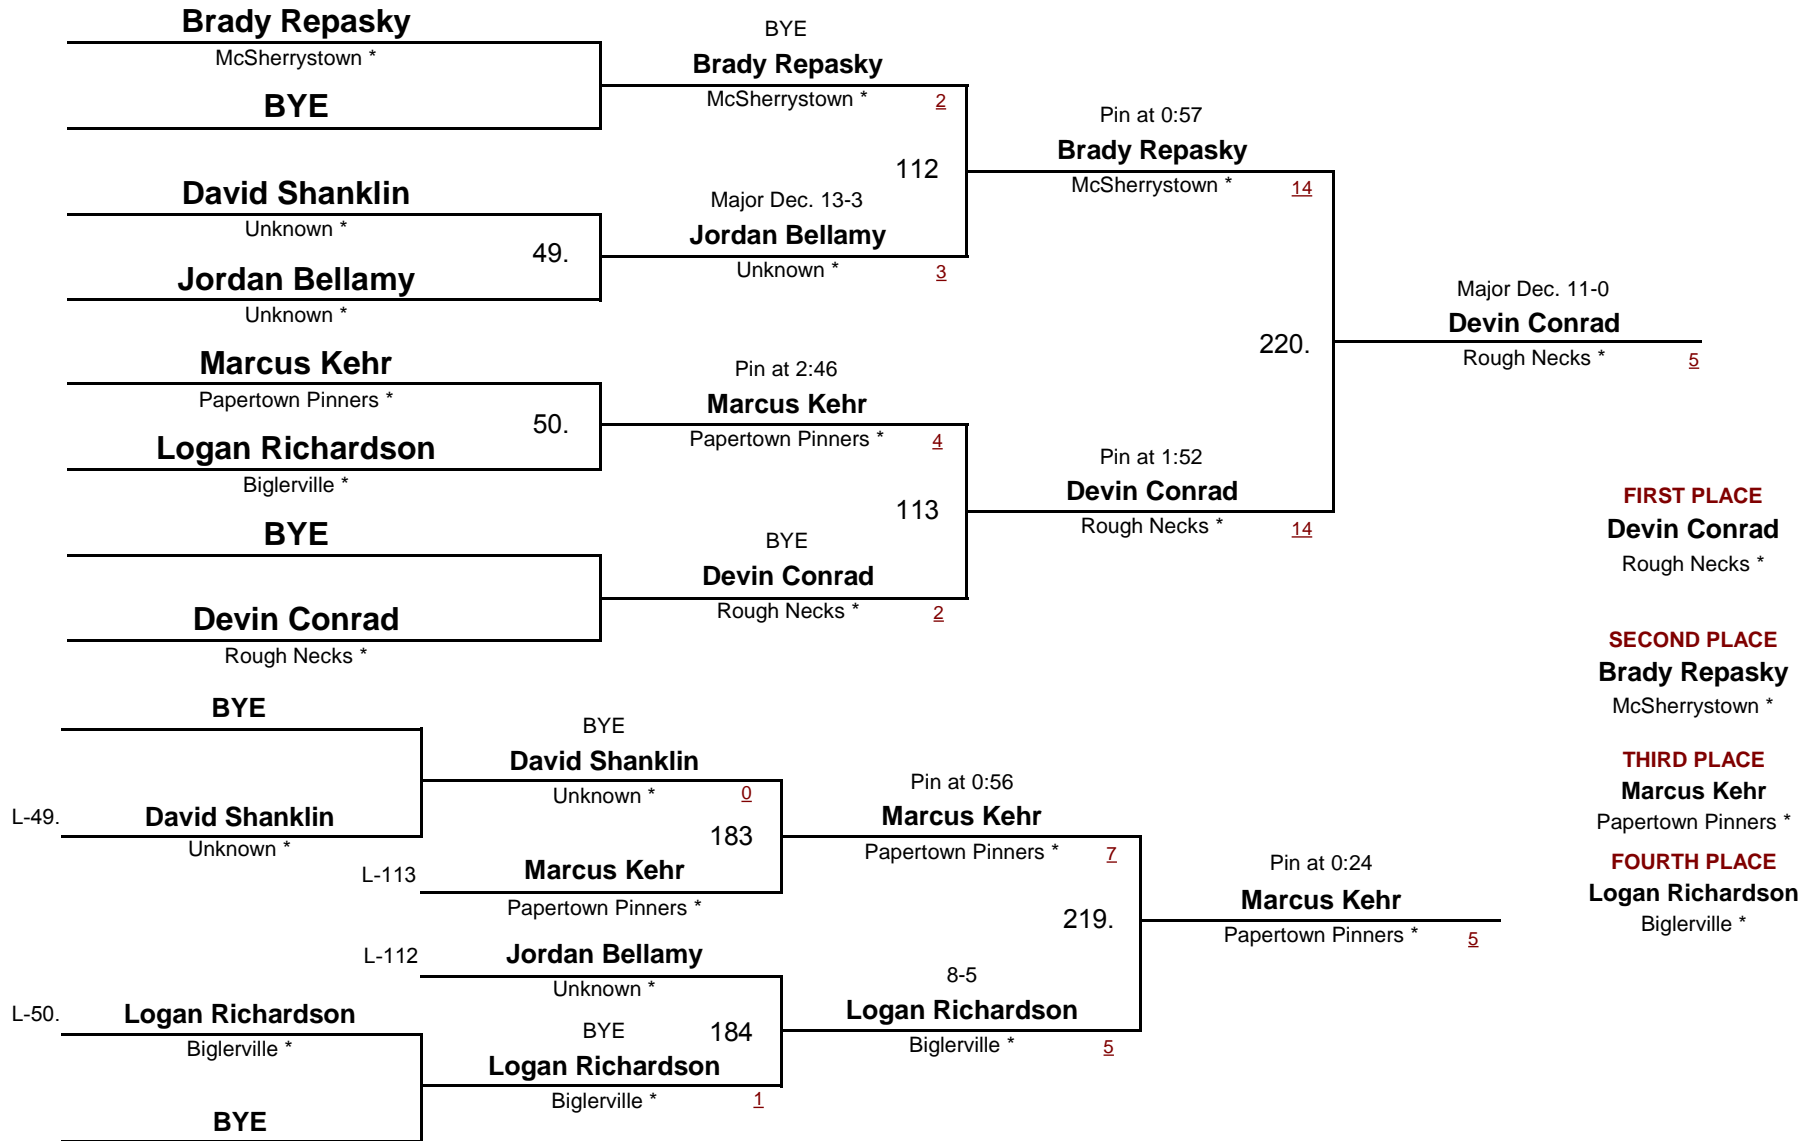 Brady Repasky
McSherrystown *
BYE
David Shanklin
Unknown *
49.
Jordan Bellamy
Unknown *
Marcus Kehr
Papertown Pinners *
50.
Logan Richardson
Biglerville *
BYE
Devin Conrad
Rough Necks *
BYE
Brady Repasky
McSherrystown * 2
112
Major Dec. 13-3
Jordan Bellamy
Unknown * 3
Pin at 2:46
Marcus Kehr
Papertown Pinners * 4
113
BYE
Devin Conrad
Rough Necks * 2
Pin at 0:57
Brady Repasky
McSherrystown * 14
220.
Pin at 1:52
Devin Conrad
Rough Necks * 14
Major Dec. 11-0
Devin Conrad
Rough Necks * 5
FIRST PLACE
Devin Conrad
Rough Necks *
SECOND PLACE
Brady Repasky
McSherrystown *
THIRD PLACE
Marcus Kehr
Papertown Pinners *
FOURTH PLACE
Logan Richardson
Biglerville *
BYE
L-49. David Shanklin
Unknown *
BYE
David Shanklin
Unknown * 0
183
L-113 Marcus Kehr
Papertown Pinners *
L-112 Jordan Bellamy
Unknown *
L-50. Logan Richardson
Biglerville *
BYE
BYE 184
Logan Richardson
Biglerville * 1
Pin at 0:56
Marcus Kehr
Papertown Pinners * 7
219.
8-5
Logan Richardson
Biglerville * 5
Pin at 0:24
Marcus Kehr
Papertown Pinners * 5